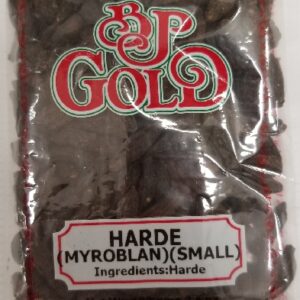 BJP
GOLD
HARDE
(MYROBLAN)(SMALL)
Ingredients:Harde